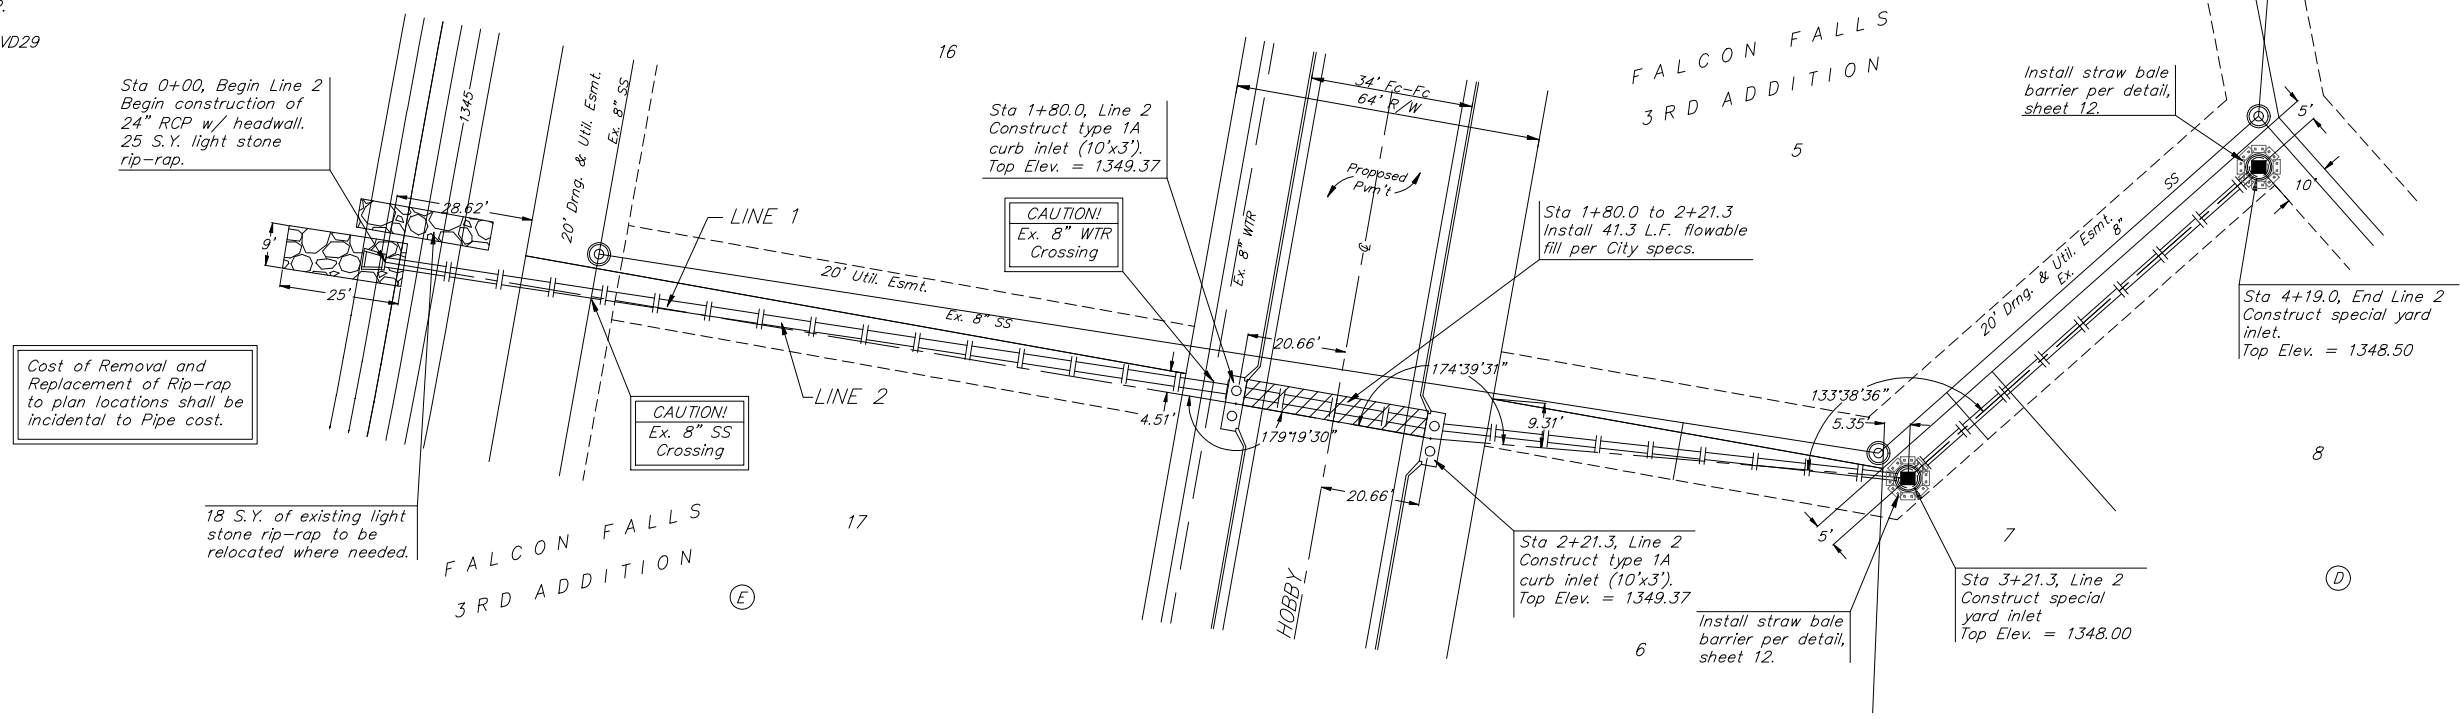 VD29
Sta 0+00, Begin Line 2
Begin construction of
24" RCP w/ headwall.
25 S.Y. light stone
rip-rap.
1345
20' Drng. & Util. Esmt.
Ex. 8" SS
28.62'
9'
25'
LINE 1
20' Util. Esmt.
Ex. 8" SS
LINE 2
Cost of Removal and
Replacement of Rip-rap
to plan locations shall be
incidental to Pipe cost.
CAUTION!
Ex. 8" SS
Crossing
18 S.Y. of existing light
stone rip-rap to be
relocated where needed.
FALCON FALLS
3RD ADDITION
E
16
17
Sta 1+80.0, Line 2
Construct type 1A
curb inlet (10'x3').
Top Elev. = 1349.37
CAUTION!
Ex. 8" WTR
Crossing
Ex. 8" WTR
34' Fc-Fc
64' R/W
Proposed
Pvm't
℄
20.66'
4.51'
179°19'30"
174°39'31"
9.31'
20.66'
HOBBY
Sta 1+80.0 to 2+21.3
Install 41.3 L.F. flowable
fill per City specs.
FALCON FALLS
3RD ADDITION
5
Sta 2+21.3, Line 2
Construct type 1A
curb inlet (10'x3').
Top Elev. = 1349.37
6
Install straw bale
barrier per detail,
sheet 12.
133°38'36"
5.35'
5'
Sta 3+21.3, Line 2
Construct special
yard inlet
Top Elev. = 1348.00
7
8
D
20' Drng. & Util. Esmt.
Ex. 8" SS
Install straw bale
barrier per detail,
sheet 12.
5'
10'
Sta 4+19.0, End Line 2
Construct special yard
inlet.
Top Elev. = 1348.50